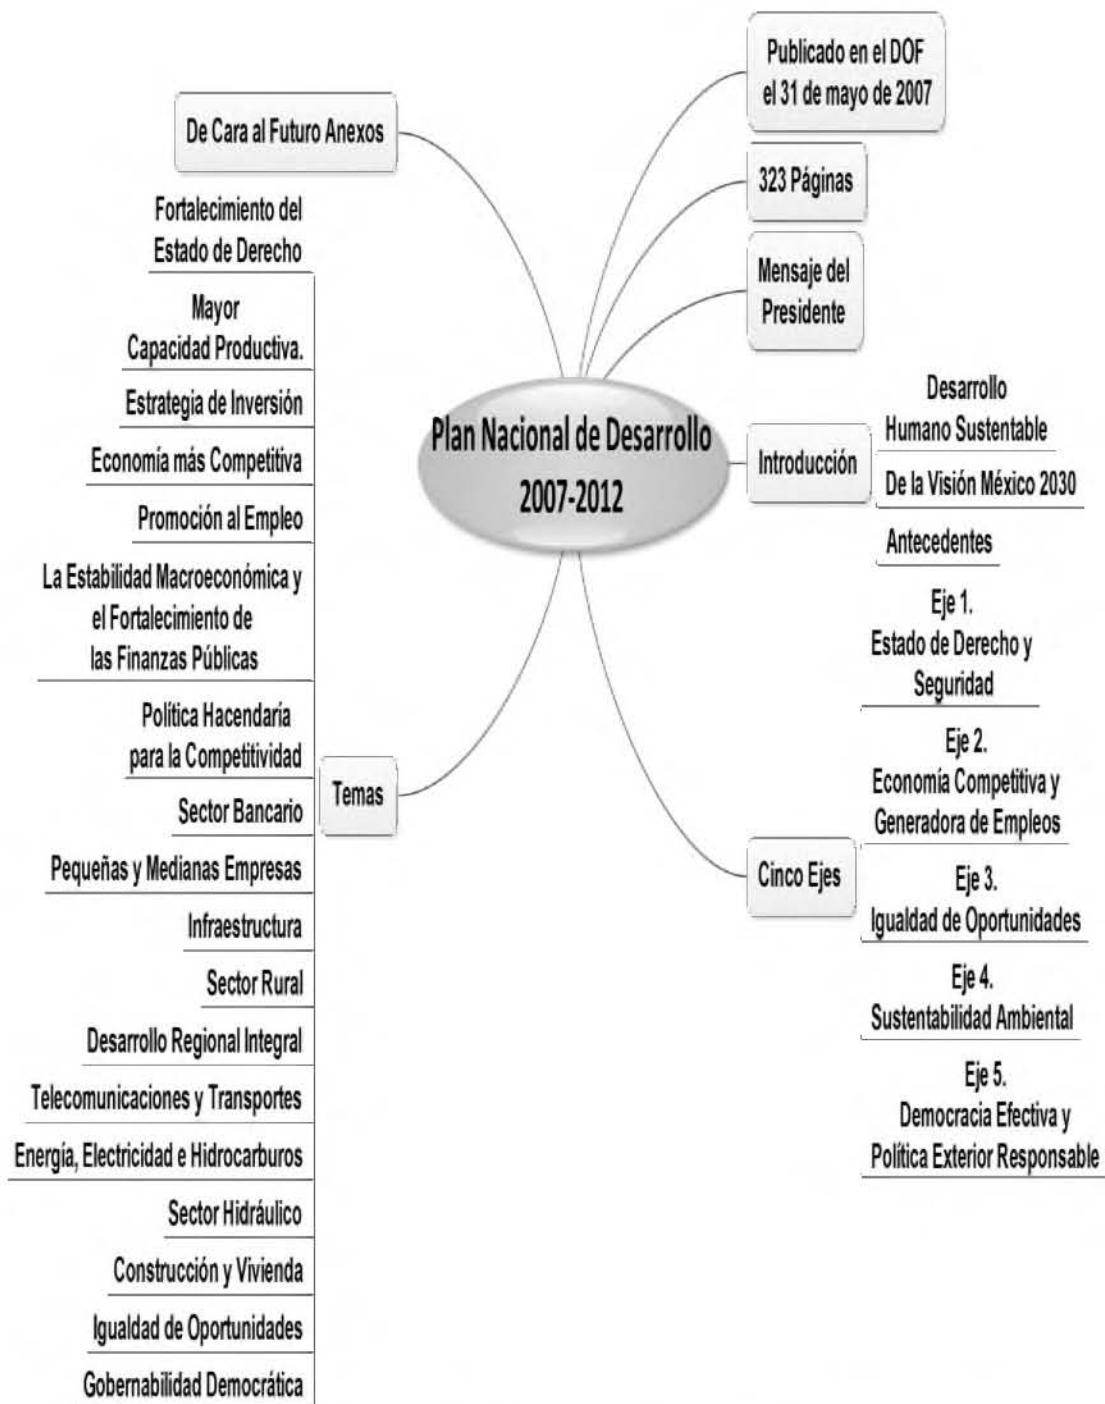 Publicado en el DOF
el 31 de mayo de 2007
323 Páginas
Mensaje del
Presidente
Plan Nacional de Desarrollo
2007-2012
Introducción
Desarrollo
Humano Sustentable
De la Visión México 2030
Antecedentes
Cinco Ejes
Eje 1.
Estado de Derecho y
Seguridad
Eje 2.
Economía Competitiva y
Generadora de Empleos
Eje 3.
Igualdad de Oportunidades
Eje 4.
Sustentabilidad Ambiental
Eje 5.
Democracia Efectiva y
Política Exterior Responsable
De Cara al Futuro Anexos
Temas
Fortalecimiento del
Estado de Derecho
Mayor
Capacidad Productiva.
Estrategia de Inversión
Economía más Competitiva
Promoción al Empleo
La Estabilidad Macroeconómica y
el Fortalecimiento de
las Finanzas Públicas
Política Hacendaría
para la Competitividad
Sector Bancario
Pequeñas y Medianas Empresas
Infraestructura
Sector Rural
Desarrollo Regional Integral
Telecomunicaciones y Transportes
Energía, Electricidad e Hidrocarburos
Sector Hidráulico
Construcción y Vivienda
Igualdad de Oportunidades
Gobernabilidad Democrática